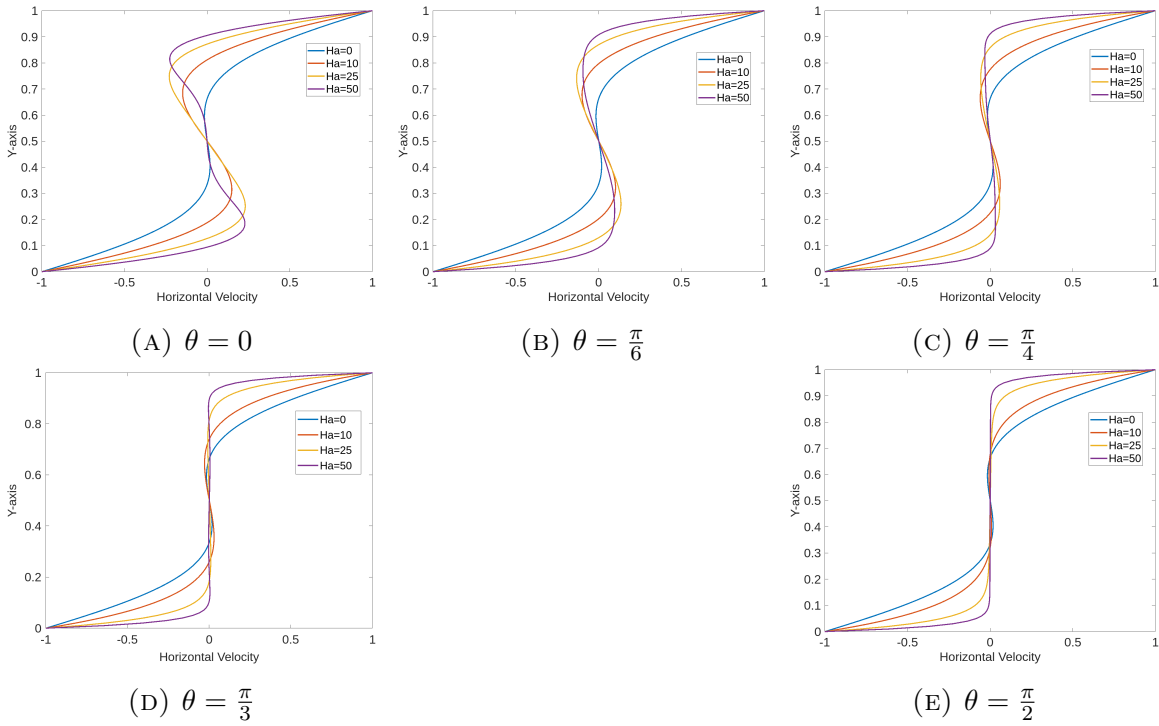 1
0.9
0.8
0.7
0.6
0.5
0.4
0.3
0.2
0.1
0
Y-axis
-1 -0.5 0 0.5 1
Horizontal Velocity
Ha=0
Ha=10
Ha=25
Ha=50
(A) θ = 0
1
0.9
0.8
0.7
0.6
0.5
0.4
0.3
0.2
0.1
0
Y-axis
-1 -0.5 0 0.5 1
Horizontal Velocity
Ha=0
Ha=10
Ha=25
Ha=50
(B) θ = π/6
1
0.9
0.8
0.7
0.6
0.5
0.4
0.3
0.2
0.1
0
Y-axis
-1 -0.5 0 0.5 1
Horizontal Velocity
Ha=0
Ha=10
Ha=25
Ha=50
(C) θ = π/4
1
0.8
0.6
0.4
0.2
0
Y-axis
-1 -0.5 0 0.5 1
Horizontal Velocity
Ha=0
Ha=10
Ha=25
Ha=50
(D) θ = π/3
1
0.9
0.8
0.7
0.6
0.5
0.4
0.3
0.2
0.1
0
Y-axis
-1 -0.5 0 0.5 1
Horizontal Velocity
Ha=0
Ha=10
Ha=25
Ha=50
(E) θ = π/2